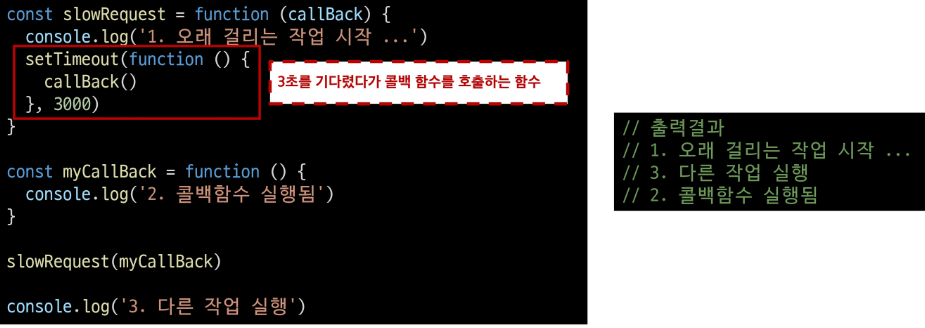 const slowRequest = function (callBack) {
  console.log('1. 오래 걸리는 작업 시작 ...')
  setTimeout(function () {
    callBack()
  }, 3000)
}
3초를 기다렸다가 콜백 함수를 호출하는 함수
const myCallBack = function () {
  console.log('2. 콜백함수 실행됨')
}
slowRequest(myCallBack)
console.log('3. 다른 작업 실행')
// 출력결과
// 1. 오래 걸리는 작업 시작 ...
// 3. 다른 작업 실행
// 2. 콜백함수 실행됨